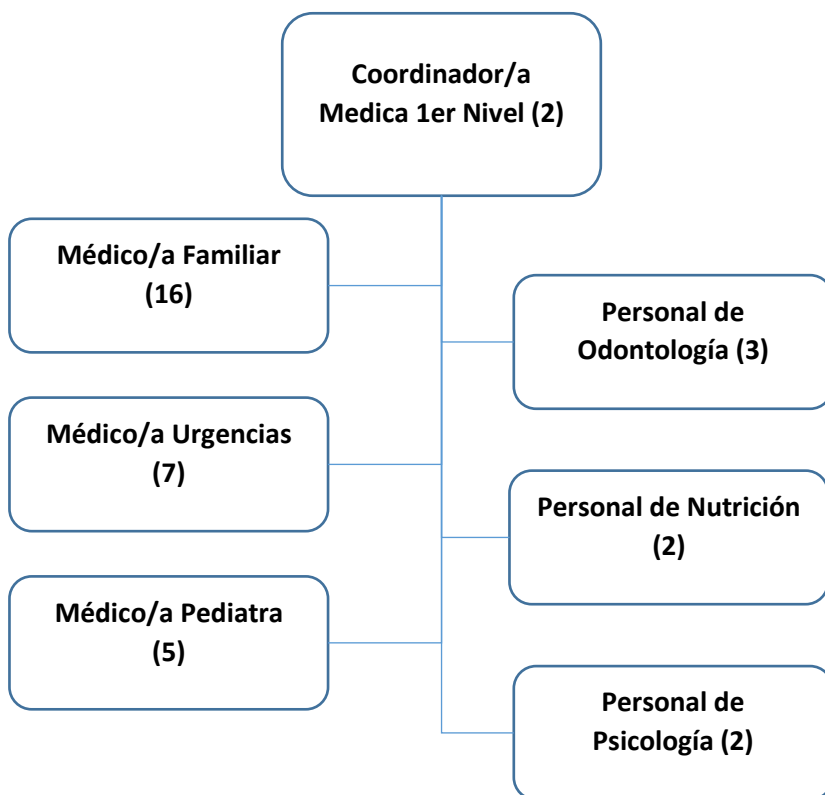 Coordinador/a
Medica 1er Nivel (2)
Médico/a Familiar
(16)
Personal de
Odontología (3)
Médico/a Urgencias
(7)
Personal de Nutrición
(2)
Médico/a Pediatra
(5)
Personal de
Psicología (2)